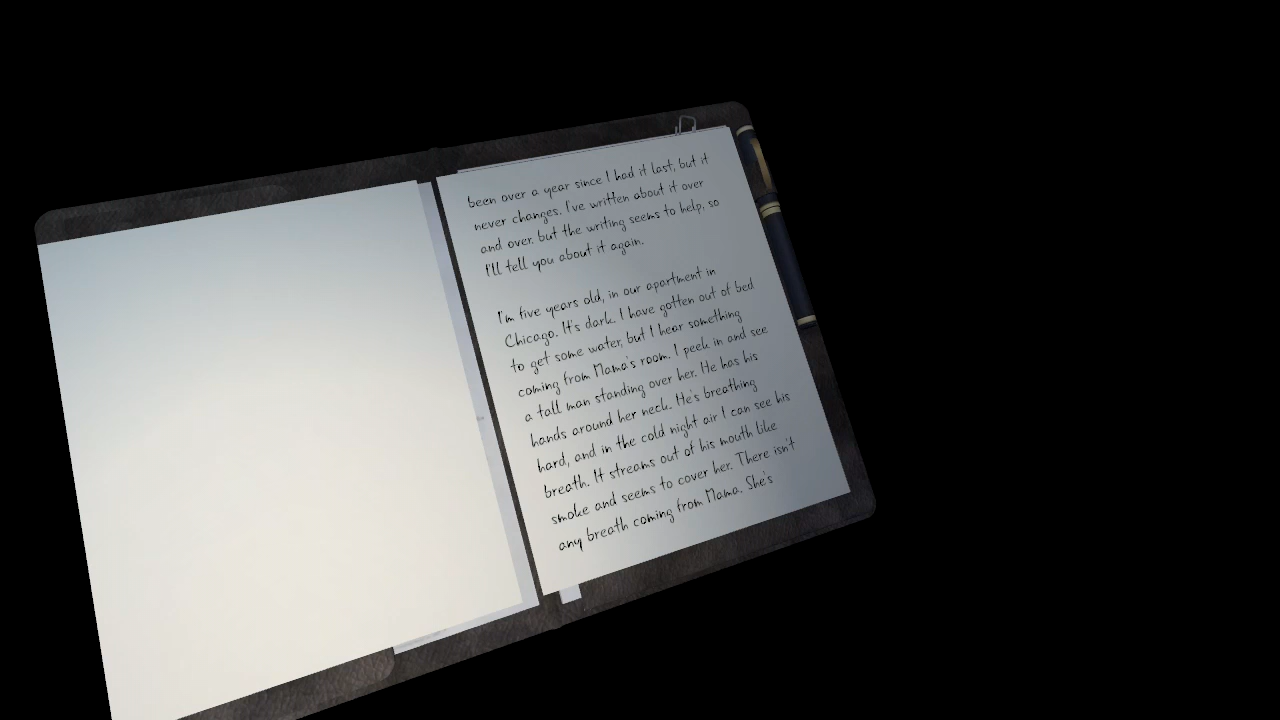 been over a year since I had it last, but it
never changes. I've written about it over
and over. but the writing seems to help, so
I'll tell you about it again.
I'm five years old, in our apartment in
Chicago. It's dark. I have gotten out of bed
to get some water, but I hear something
coming from Mama's room. I peek in and see
a tall man standing over her. He has his
hands around her neck. He's breathing
hard, and in the cold night air I can see his
breath. It streams out of his mouth like
smoke and seems to cover her. There isn't
any breath coming from Mama. She's